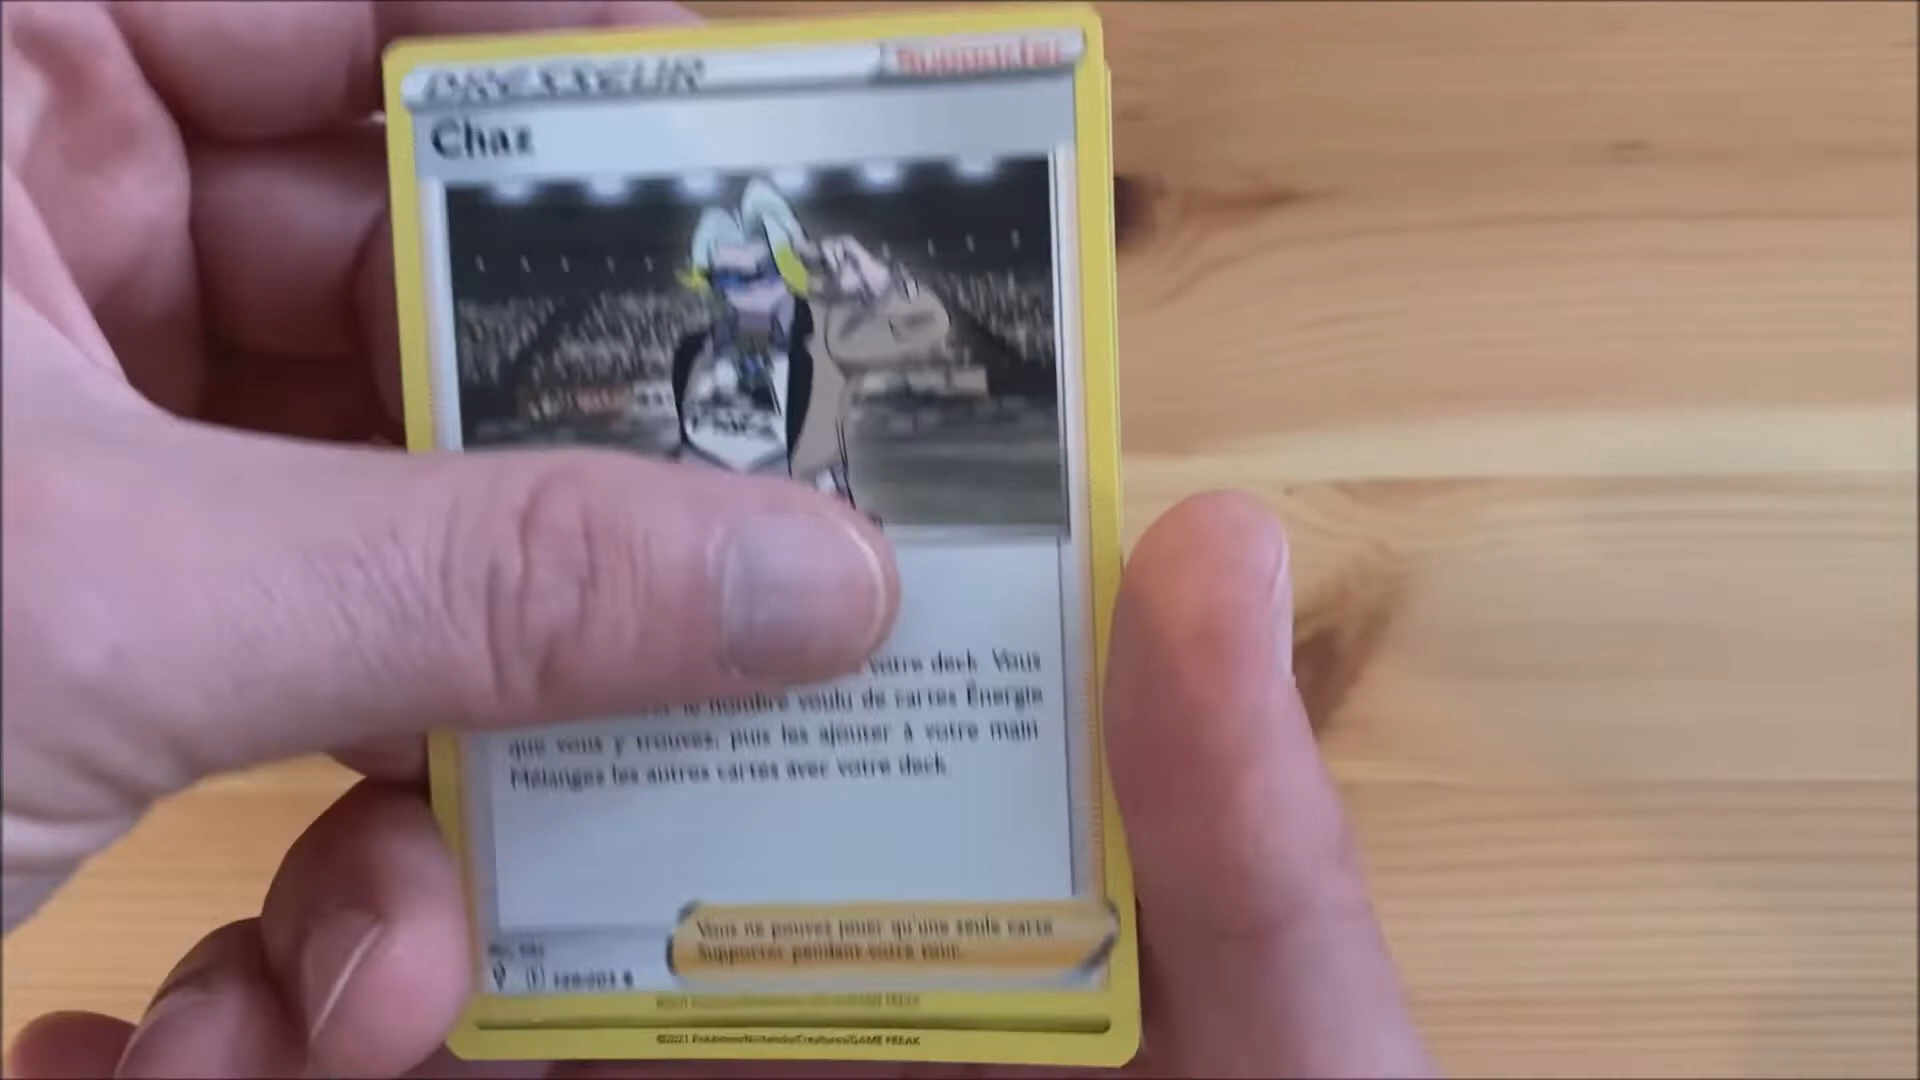 Supporter
Chaz
votre deck. Vous
le nombre voulu de cartes Énergie
que vous y trouvez, puis les ajouter à votre main.
Mélangez les autres cartes avec votre deck.
Vous ne pouvez jouer qu'une seule carte
Supporter pendant votre tour.
©2021 Pokémon/Nintendo/Creatures/GAME FREAK